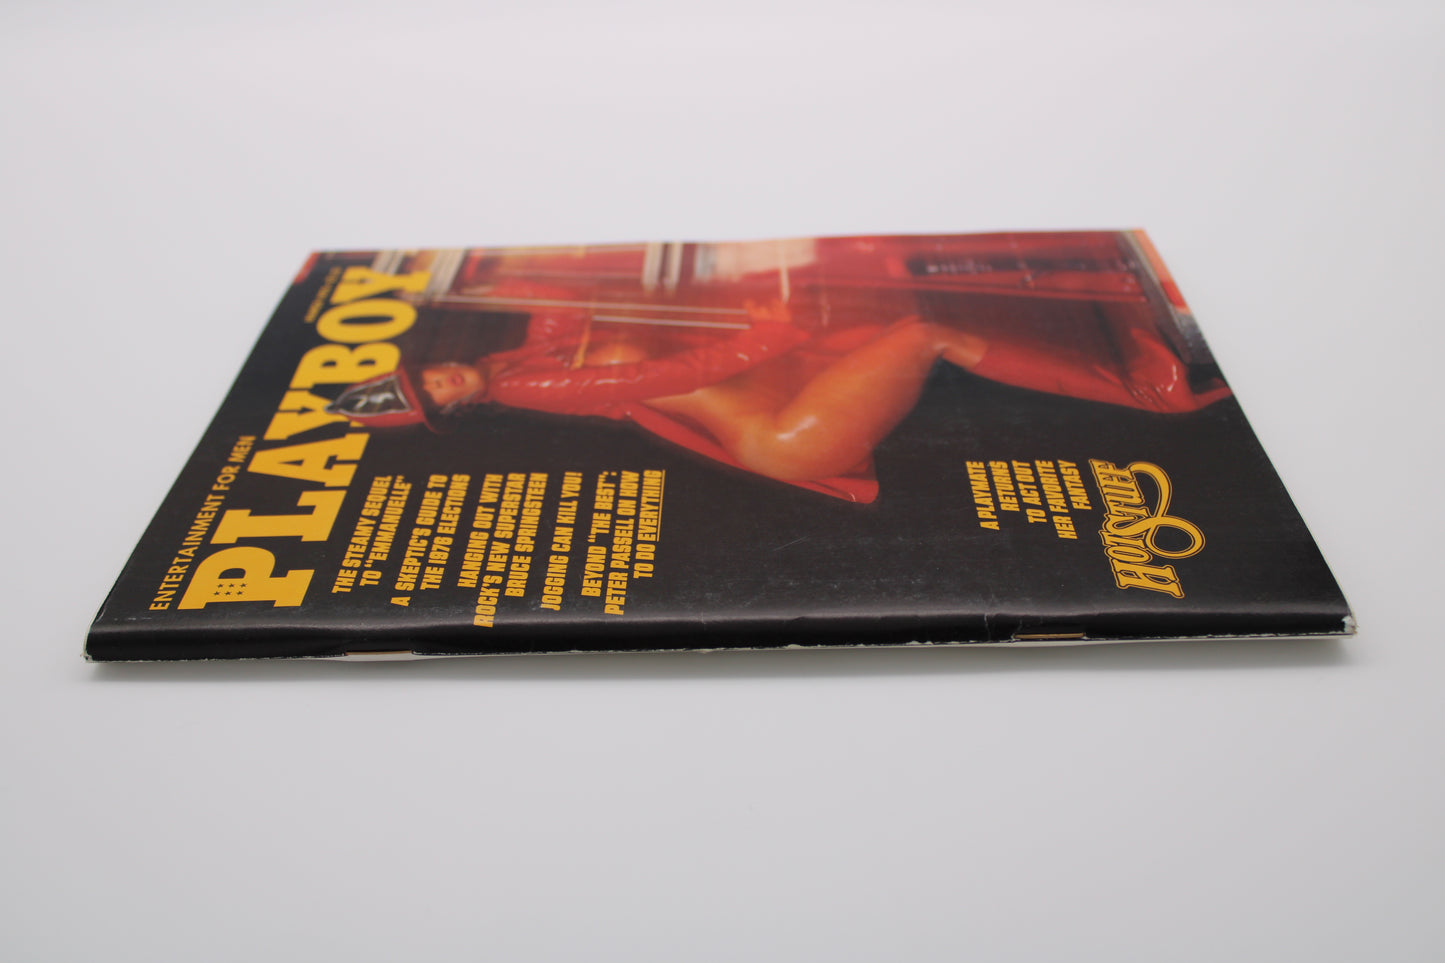 ENTERTAINMENT FOR MEN
PLAYBOY
THE STEAMY SEQUEL
TO "EMMANUELLE"
A SKEPTIC'S GUIDE TO
THE 1976 ELECTIONS
HANGING OUT WITH
ROCK'S NEW SUPERSTAR
BRUCE SPRINGSTEEN
JOGGING CAN KILL YOU!
BEYOND "THE BEST":
PETER PASSELL ON HOW
TO DO EVERYTHING
A PLAYMATE
RETURNS
TO ACT OUT
HER FAVORITE
FANTASY
HOT STUFF